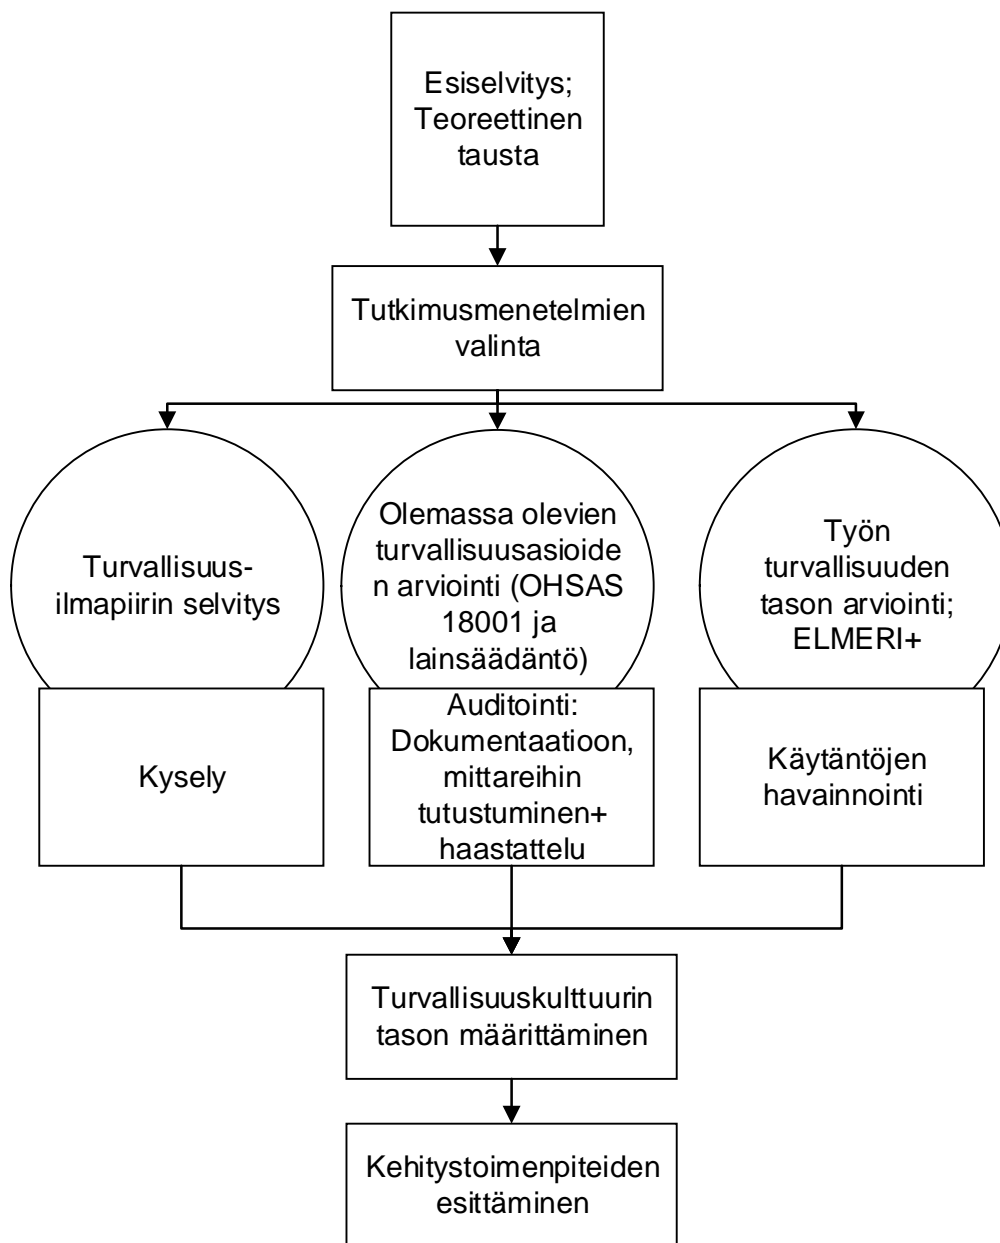 Esiselvitys;
Teoreettinen
tausta
Tutkimusmenetelmien
valinta
Turvallisuus-
ilmapiirin selvitys
Kysely
Olemassa olevien
turvallisuusasioide
n arviointi (OHSAS
18001 ja
lainsäädäntö)
Auditointi:
Dokumentaatioon,
mittareihin
tutustuminen+
haastattelu
Työn
turvallisuuden
tason arviointi;
ELMERI+
Käytäntöjen
havainnointi
Turvallisuuskulttuurin
tason määrittäminen
Kehitystoimenpiteiden
esittäminen